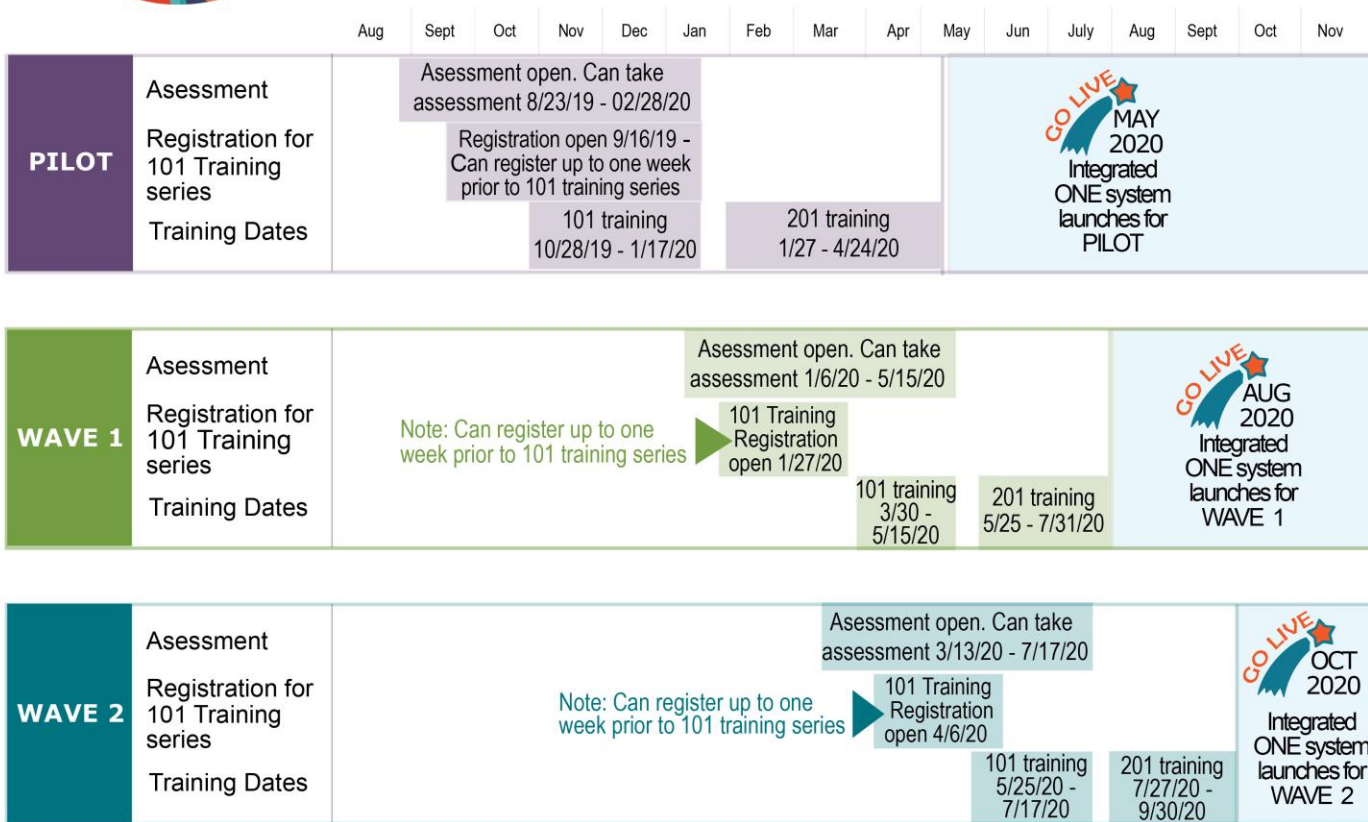 Aug Sept Oct Nov Dec Jan Feb Mar Apr May Jun July Aug Sept Oct Nov
PILOT
Asessment
Asessment open. Can take
assessment 8/23/19 - 02/28/20
Registration for
101 Training
series
Registration open 9/16/19 -
Can register up to one week
prior to 101 training series
Training Dates
101 training
10/28/19 - 1/17/20
201 training
1/27 - 4/24/20
GO LIVE
MAY
2020
Integrated
ONE system
launches for
PILOT
WAVE 1
Asessment
Asessment open. Can take
assessment 1/6/20 - 5/15/20
Registration for
101 Training
series
Note: Can register up to one
week prior to 101 training series
101 Training
Registration
open 1/27/20
Training Dates
101 training
3/30 -
5/15/20
201 training
5/25 - 7/31/20
GO LIVE
AUG
2020
Integrated
ONE system
launches for
WAVE 1
WAVE 2
Asessment
Asessment open. Can take
assessment 3/13/20 - 7/17/20
Registration for
101 Training
series
Note: Can register up to one
week prior to 101 training series
101 Training
Registration
open 4/6/20
Training Dates
101 training
5/25/20 -
7/17/20
201 training
7/27/20 -
9/30/20
GO LIVE
OCT
2020
Integrated
ONE system
launches for
WAVE 2